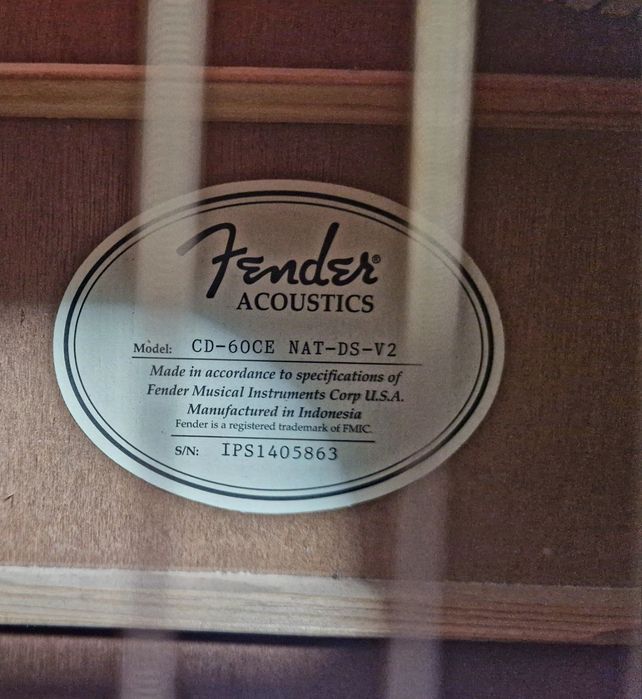 Fender®
ACOUSTICS
Model: CD-60CE NAT-DS-V2
Made in accordance to specifications of
Fender Musical Instruments Corp U.S.A.
Manufactured in Indonesia
Fender is a registered trademark of FMIC.
S/N: IPS1405863